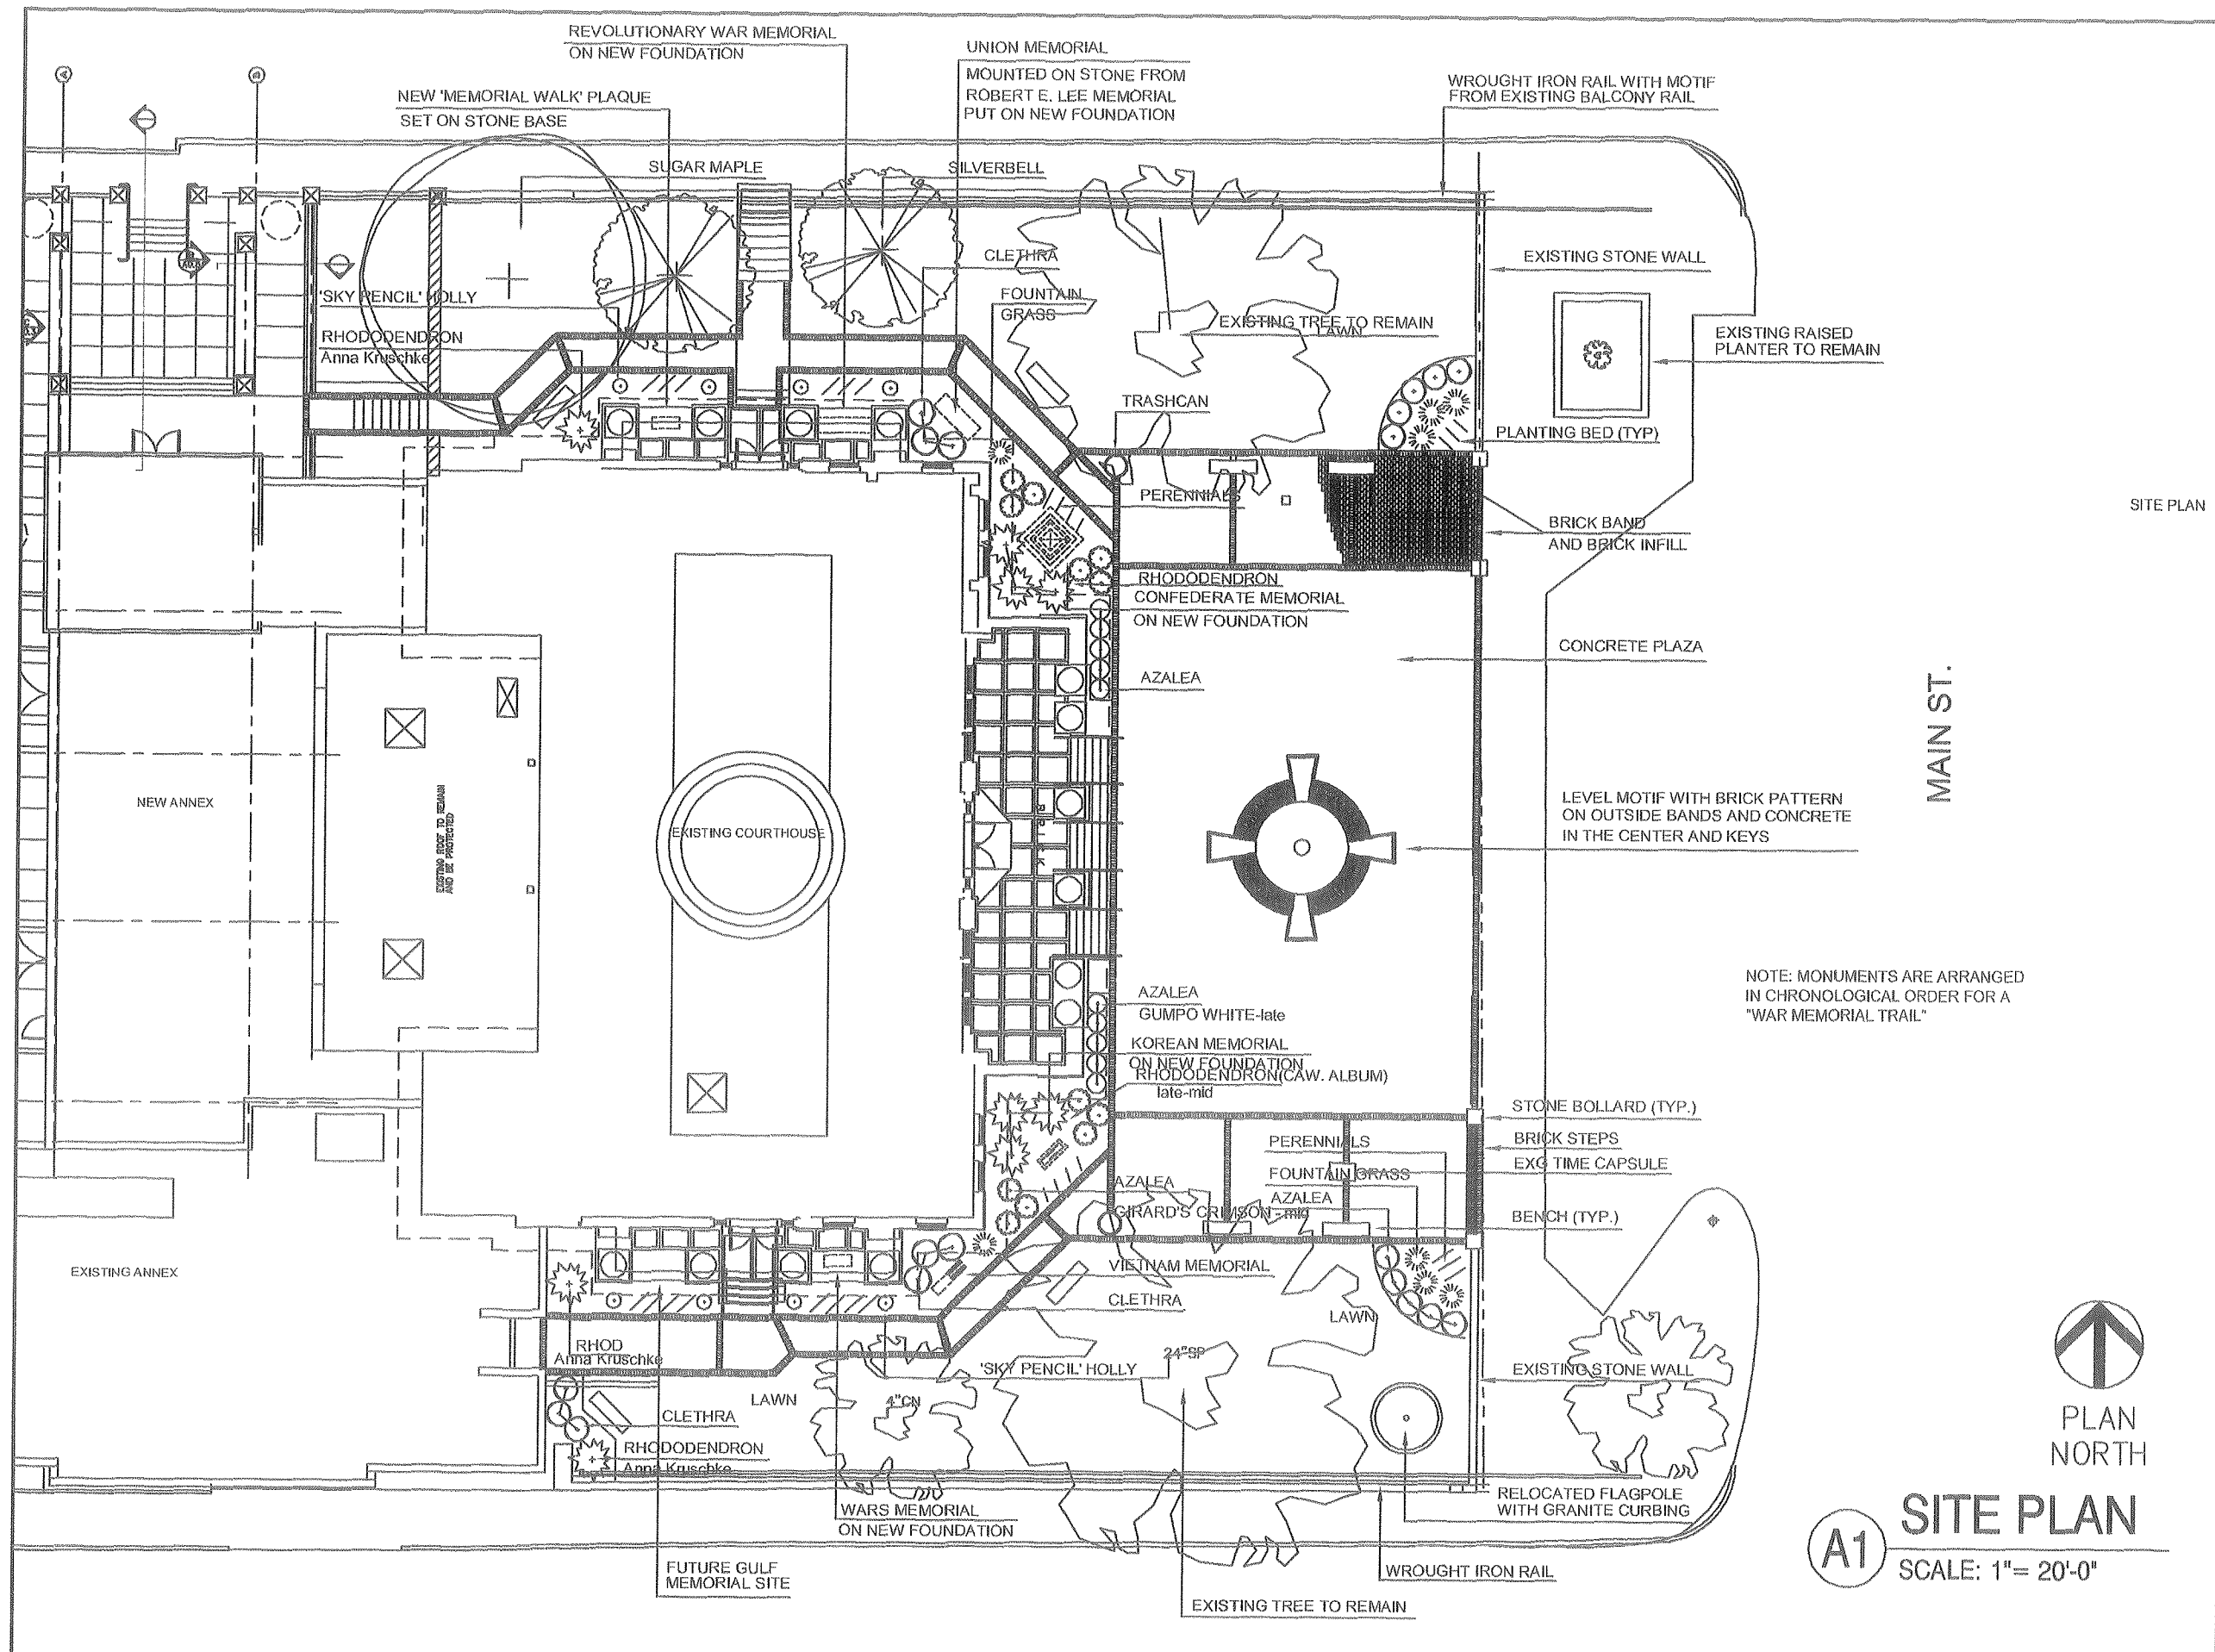 REVOLUTIONARY WAR MEMORIAL
ON NEW FOUNDATION
UNION MEMORIAL
MOUNTED ON STONE FROM
ROBERT E. LEE MEMORIAL
PUT ON NEW FOUNDATION
WROUGHT IRON RAIL WITH MOTIF
FROM EXISTING BALCONY RAIL
NEW 'MEMORIAL WALK' PLAQUE
SET ON STONE BASE
SUGAR MAPLE
SILVERBELL
CLETHRA
EXISTING STONE WALL
'SKY PENCIL' HOLLY
FOUNTAIN
GRASS
EXISTING TREE TO REMAIN
LAWN
EXISTING RAISED
PLANTER TO REMAIN
RHODODENDRON
Anna Kruschke
TRASHCAN
PLANTING BED (TYP)
PERENNIALS
SITE PLAN
BRICK BAND
AND BRICK INFILL
RHODODENDRON
CONFEDERATE MEMORIAL
ON NEW FOUNDATION
CONCRETE PLAZA
AZALEA
MAIN ST.
NEW ANNEX
EXISTING ROOF TO REMAIN
AND BE PROTECTED
EXISTING COURTHOUSE
BRICK
LEVEL MOTIF WITH BRICK PATTERN
ON OUTSIDE BANDS AND CONCRETE
IN THE CENTER AND KEYS
NOTE: MONUMENTS ARE ARRANGED
IN CHRONOLOGICAL ORDER FOR A
"WAR MEMORIAL TRAIL"
AZALEA
GUMPO WHITE-late
KOREAN MEMORIAL
ON NEW FOUNDATION
RHODODENDRON(CAW. ALBUM)
late-mid
STONE BOLLARD (TYP.)
PERENNIALS
BRICK STEPS
FOUNTAIN GRASS
EXG TIME CAPSULE
AZALEA
GIRARD'S CRIMSON - mid
AZALEA
BENCH (TYP.)
EXISTING ANNEX
VIETNAM MEMORIAL
CLETHRA
LAWN
RHOD
Anna Kruschke
24"SP
'SKY PENCIL' HOLLY
EXISTING STONE WALL
LAWN
4"CN
CLETHRA
RHODODENDRON
Anna Kruschke
PLAN
NORTH
RELOCATED FLAGPOLE
WITH GRANITE CURBING
WARS MEMORIAL
ON NEW FOUNDATION
FUTURE GULF
MEMORIAL SITE
WROUGHT IRON RAIL
EXISTING TREE TO REMAIN
A1
SITE PLAN
SCALE: 1"= 20'-0"